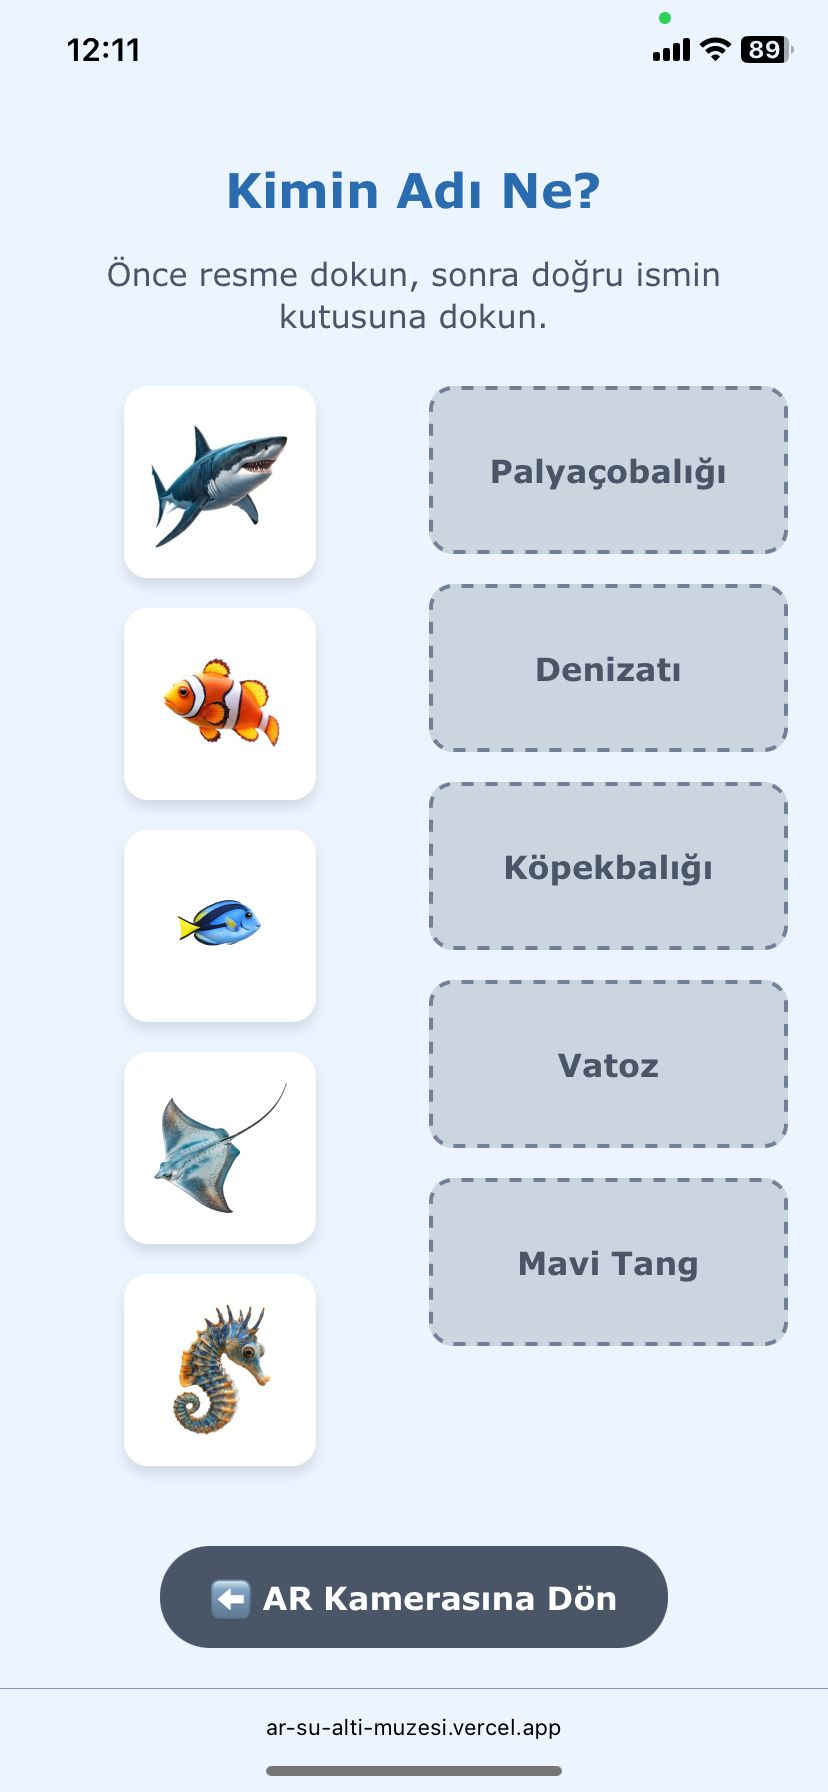 12:11
89
Kimin Adı Ne?
Önce resme dokun, sonra doğru ismin
kutusuna dokun.
Palyaçobalığı
Denizatı
Köpekbalığı
Vatoz
Mavi Tang
⬅️ AR Kamerasına Dön
ar-su-alti-muzesi.vercel.app